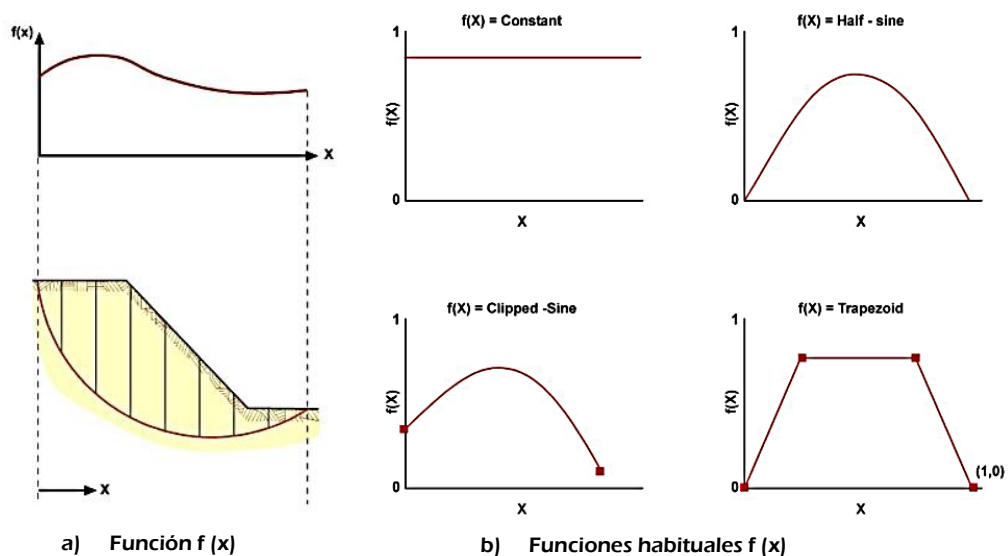 f(x)
X
X
a) Función f (x)
f(X) = Constant
1
f(X)
0
X
f(X) = Half - sine
1
f(X)
0
X
f(X) = Clipped -Sine
1
f(X)
0
X
f(X) = Trapezoid
1
f(X)
0
(1,0)
X
b) Funciones habituales f (x)